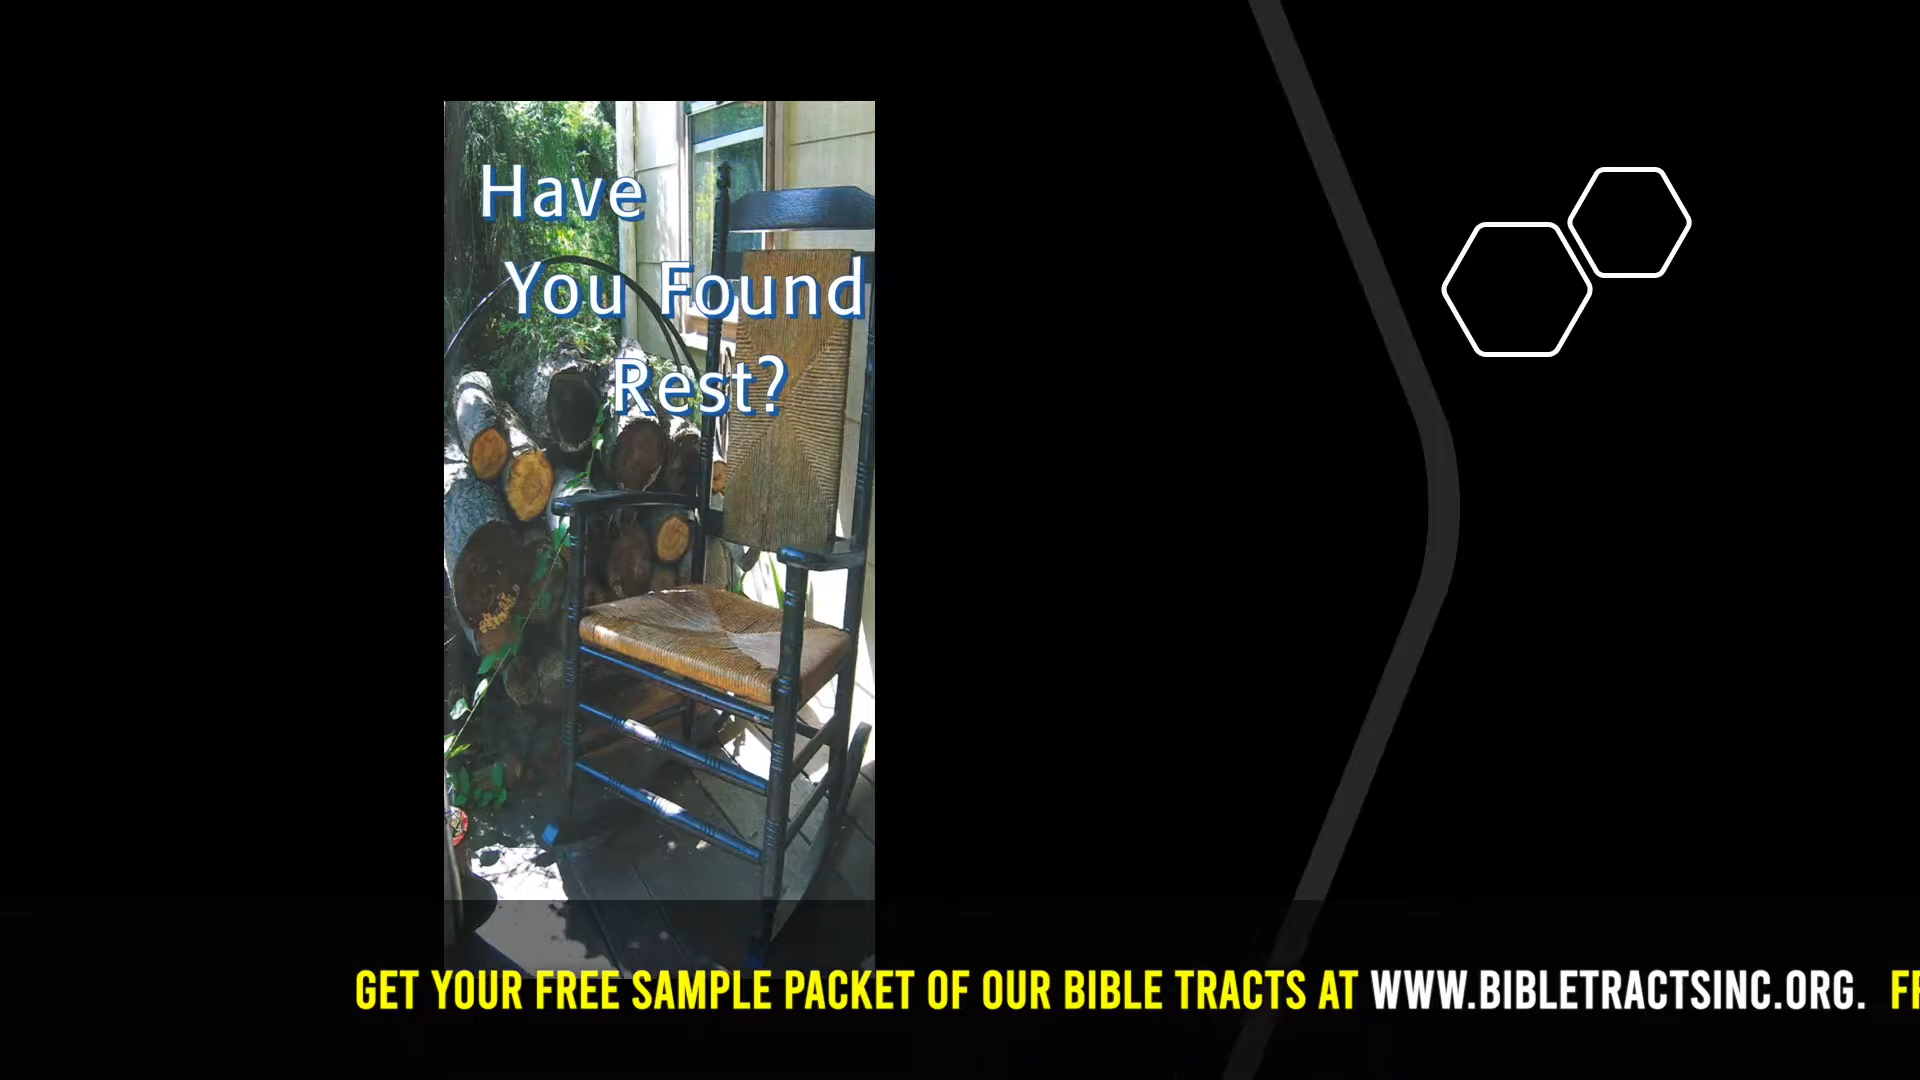 Have
You Found
Rest?
GET YOUR FREE SAMPLE PACKET OF OUR BIBLE TRACTS AT WWW.BIBLETRACTSINC.ORG.